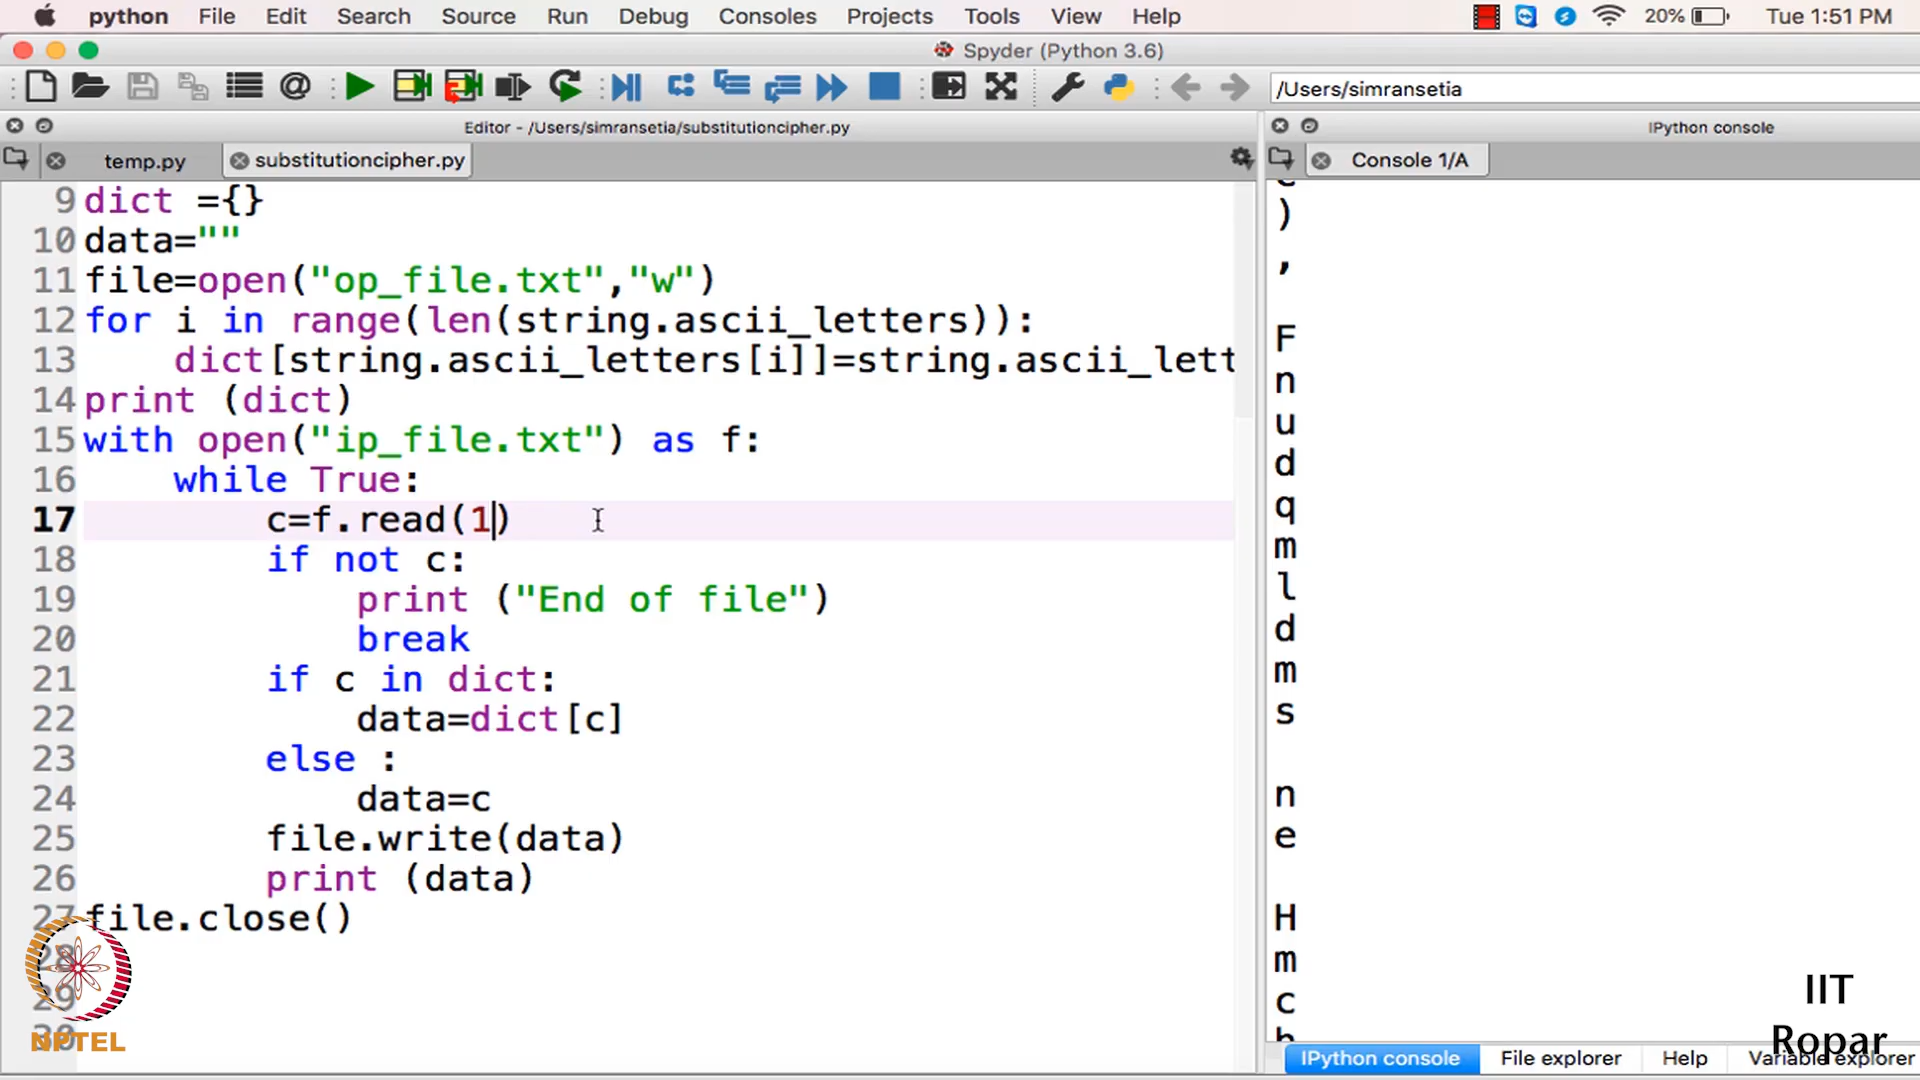 python File Edit Search Source Run Debug Consoles Projects Tools View Help 20% Tue 1:51 PM
Spyder (Python 3.6)
/Users/simransetia
Editor - /Users/simransetia/substitutioncipher.py
IPython console
temp.py substitutioncipher.py
Console 1/A
9 dict ={}
10 data=""
11 file=open("op_file.txt","w")
12 for i in range(len(string.ascii_letters)):
13 dict[string.ascii_letters[i]]=string.ascii_lett
14 print (dict)
15 with open("ip_file.txt") as f:
16 while True:
17 c=f.read(1)
18 if not c:
19 print ("End of file")
20 break
21 if c in dict:
22 data=dict[c]
23 else :
24 data=c
25 file.write(data)
26 print (data)
27 file.close()
28
29
30
)
,
F
n
u
d
q
m
l
d
m
s
n
e
H
m
c
NPTEL
IIT
Ropar
IPython console File explorer Help Variable explorer